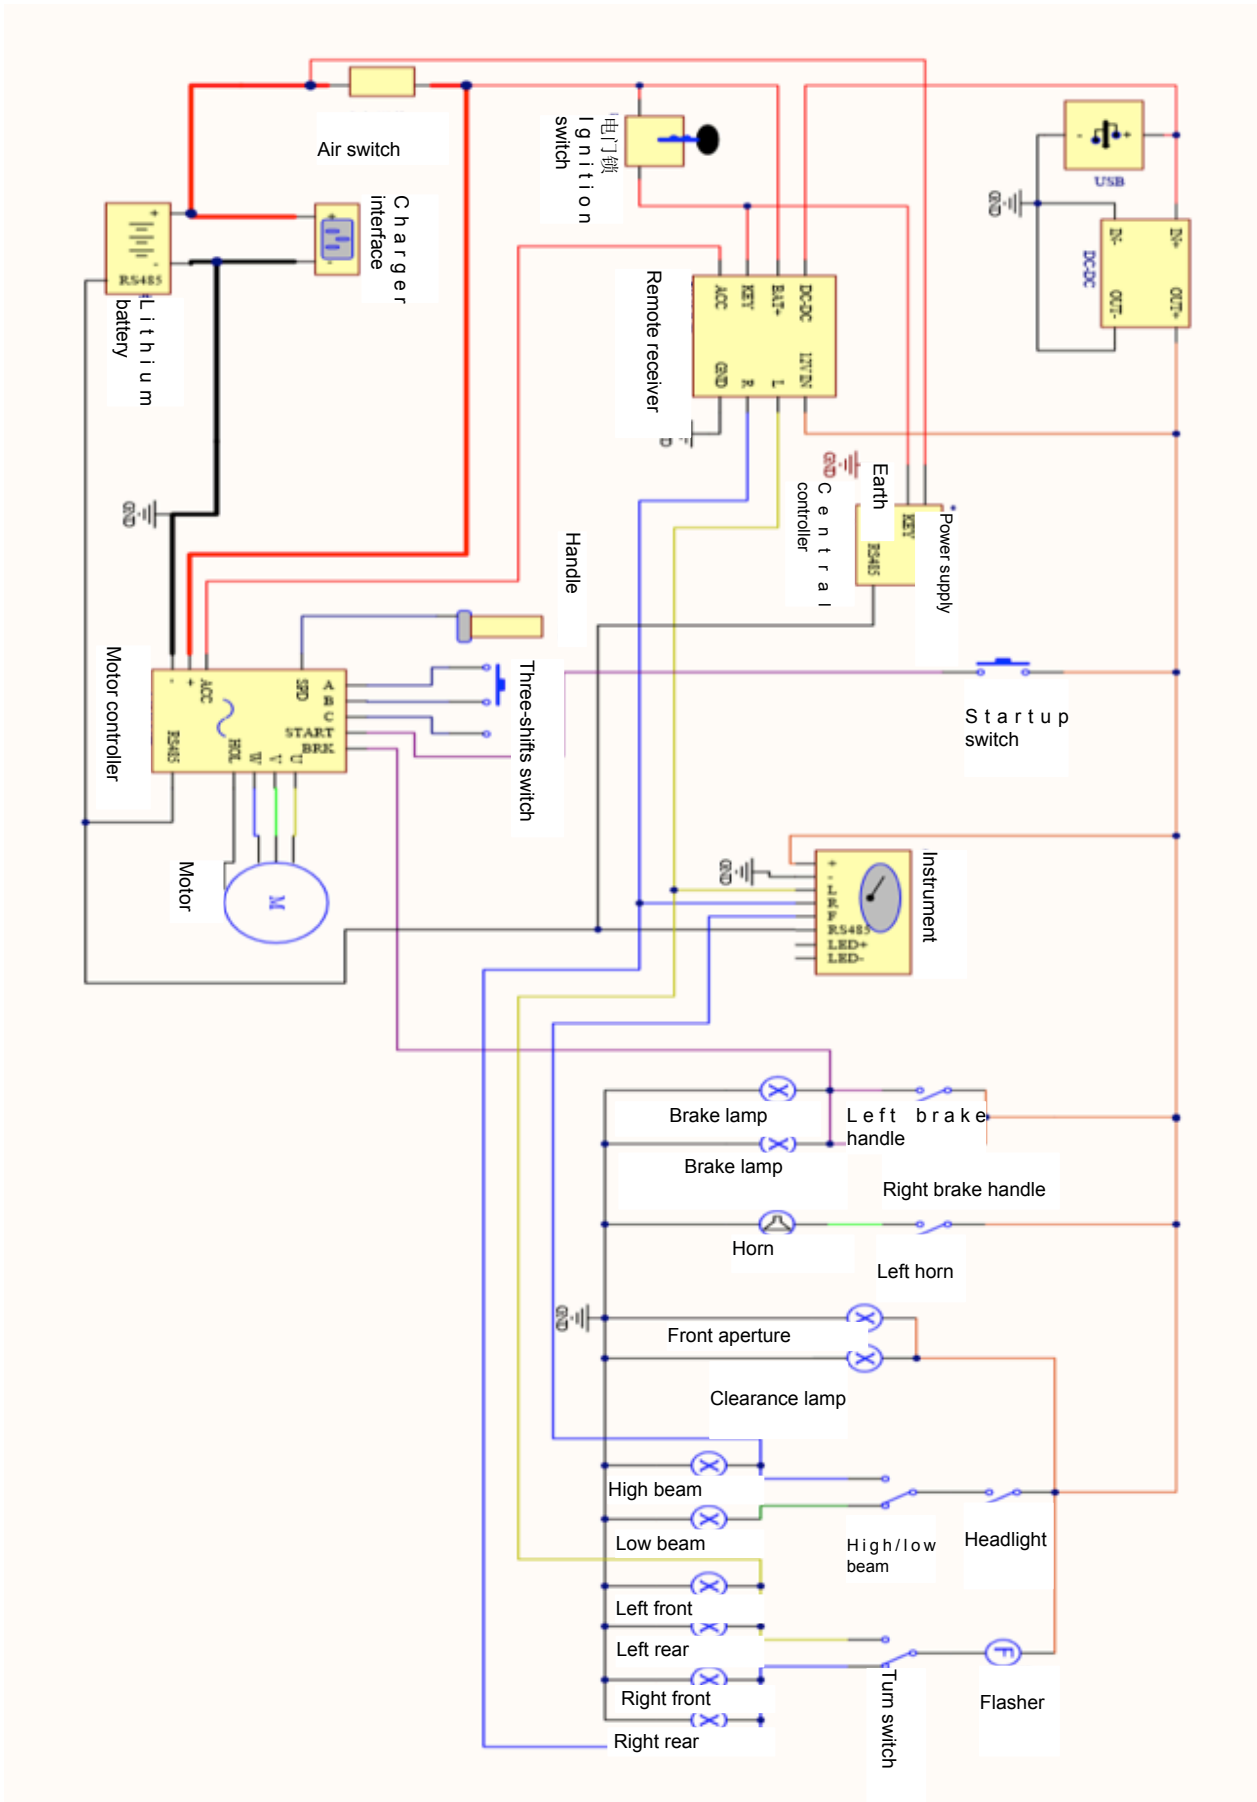 Air switch
Charger
interface
+
-
+
-
RS485
Lithium
battery
电门锁
Ignition
switch
+
-
USB
GND
IN-
IN+
DC-DC
OUT-
OUT+
Remote receiver
ACC
KEY
BAT+
DC-DC
GND
R
L
12V IN
GND
Earth
Central
controller
KEY
RS485
Power supply
GND
Handle
Motor controller
-
+
ACC
SPD
A
B
C
START
BRK
RS485
HOL
W
V
U
Three-shifts switch
Startup
switch
Motor
M
Instrument
GND
+
-
L
R
F
RS485
LED+
LED-
Brake lamp
Left brake
handle
Brake lamp
Right brake handle
Horn
Left horn
GND
Front aperture
Clearance lamp
High beam
Low beam
High/low
beam
Headlight
Left front
Left rear
Right front
Right rear
Turn switch
F
Flasher